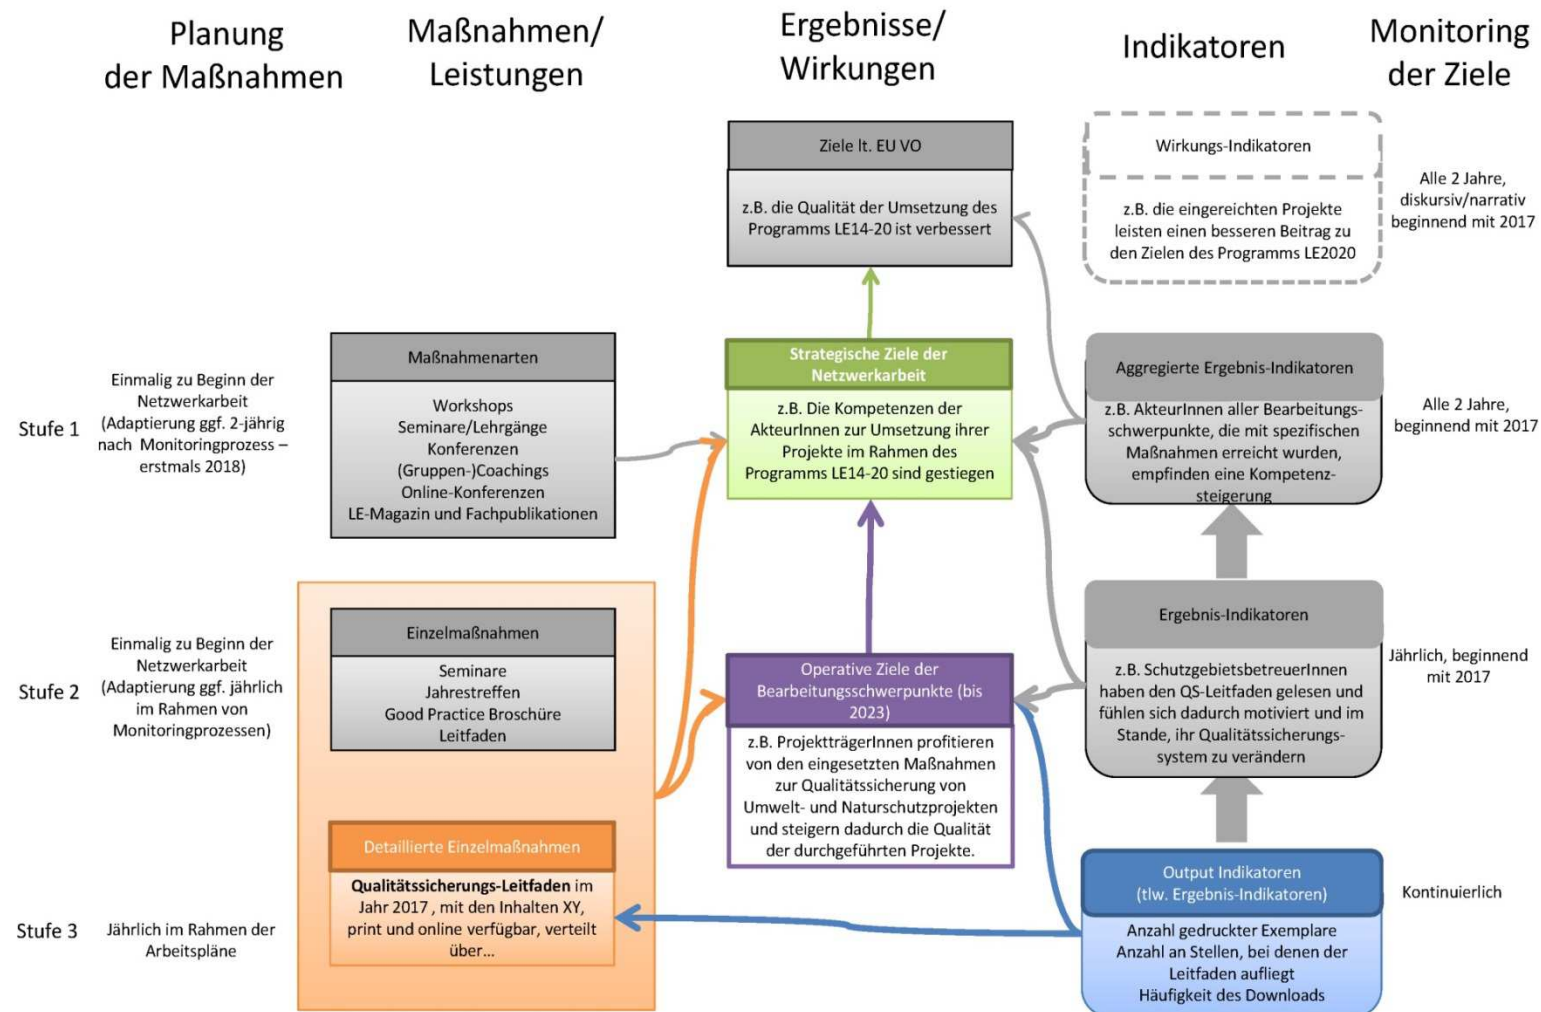 Planung
der Maßnahmen
Maßnahmen/
Leistungen
Ergebnisse/
Wirkungen
Indikatoren
Monitoring
der Ziele
Ziele lt. EU VO
z.B. die Qualität der Umsetzung des
Programms LE14-20 ist verbessert
Wirkungs-Indikatoren
z.B. die eingereichten Projekte
leisten einen besseren Beitrag zu
den Zielen des Programms LE2020
Alle 2 Jahre,
diskursiv/narrativ
beginnend mit 2017
Stufe 1
Einmalig zu Beginn der
Netzwerkarbeit
(Adaptierung ggf. 2-jährig
nach Monitoringprozess –
erstmals 2018)
Maßnahmenarten
Workshops
Seminare/Lehrgänge
Konferenzen
(Gruppen-)Coachings
Online-Konferenzen
LE-Magazin und Fachpublikationen
Strategische Ziele der
Netzwerkarbeit
z.B. Die Kompetenzen der
AkteurInnen zur Umsetzung ihrer
Projekte im Rahmen des
Programms LE14-20 sind gestiegen
Aggregierte Ergebnis-Indikatoren
z.B. AkteurInnen aller Bearbeitungs-
schwerpunkte, die mit spezifischen
Maßnahmen erreicht wurden,
empfinden eine Kompetenz-
steigerung
Alle 2 Jahre,
beginnend mit 2017
Stufe 2
Einmalig zu Beginn der
Netzwerkarbeit
(Adaptierung ggf. jährlich
im Rahmen von
Monitoringprozessen)
Einzelmaßnahmen
Seminare
Jahrestreffen
Good Practice Broschüre
Leitfaden
Operative Ziele der
Bearbeitungsschwerpunkte (bis
2023)
z.B. ProjektträgerInnen profitieren
von den eingesetzten Maßnahmen
zur Qualitätssicherung von
Umwelt- und Naturschutzprojekten
und steigern dadurch die Qualität
der durchgeführten Projekte.
Ergebnis-Indikatoren
z.B. SchutzgebietsbetreuerInnen
haben den QS-Leitfaden gelesen und
fühlen sich dadurch motiviert und im
Stande, ihr Qualitätssicherungs-
system zu verändern
Jährlich, beginnend
mit 2017
Stufe 3
Jährlich im Rahmen der
Arbeitspläne
Detaillierte Einzelmaßnahmen
Qualitätssicherungs-Leitfaden im
Jahr 2017 , mit den Inhalten XY,
print und online verfügbar, verteilt
über...
Output Indikatoren
(tlw. Ergebnis-Indikatoren)
Anzahl gedruckter Exemplare
Anzahl an Stellen, bei denen der
Leitfaden aufliegt
Häufigkeit des Downloads
Kontinuierlich